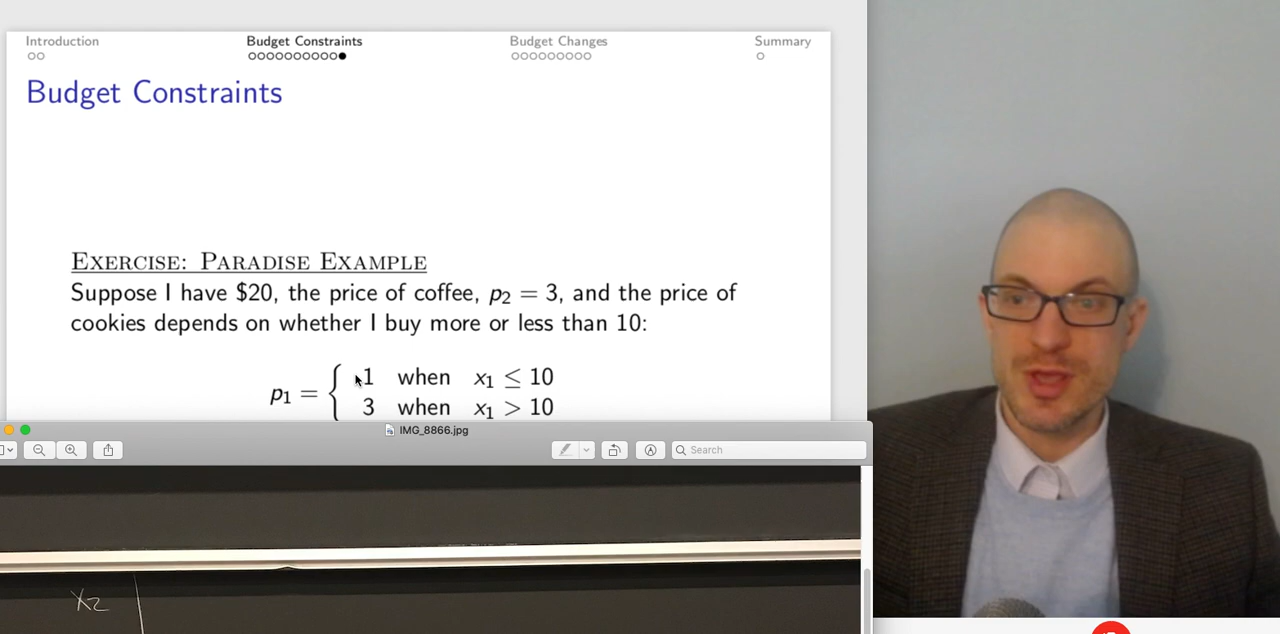 Introduction Budget Constraints Budget Changes Summary
Budget Constraints
EXERCISE: PARADISE EXAMPLE
Suppose I have $20, the price of coffee, p₂ = 3, and the price of
cookies depends on whether I buy more or less than 10:
p₁ = { 1 when x₁ ≤ 10
3 when x₁ > 10
IMG_8866.jpg
Search
X2